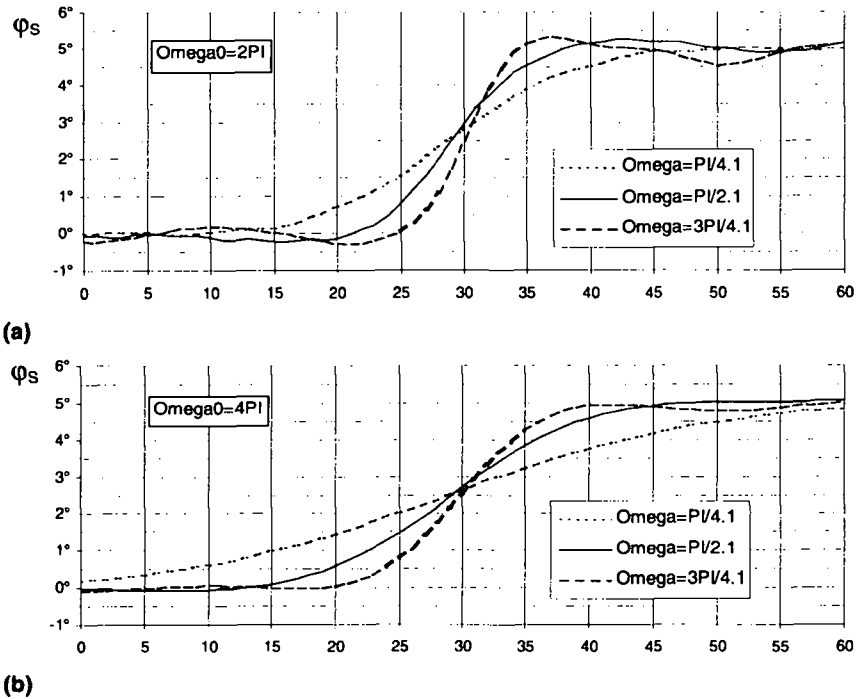 φS
6°
5°
4°
3°
2°
1°
0°
-1°
Omega0=2PI
Omega=PI/4.1
Omega=PI/2.1
Omega=3PI/4.1
0 5 10 15 20 25 30 35 40 45 50 55 60
(a)
φS
6°
5°
4°
3°
2°
1°
0°
-1°
Omega0=4PI
Omega=PI/4.1
Omega=PI/2.1
Omega=3PI/4.1
0 5 10 15 20 25 30 35 40 45 50 55 60
(b)